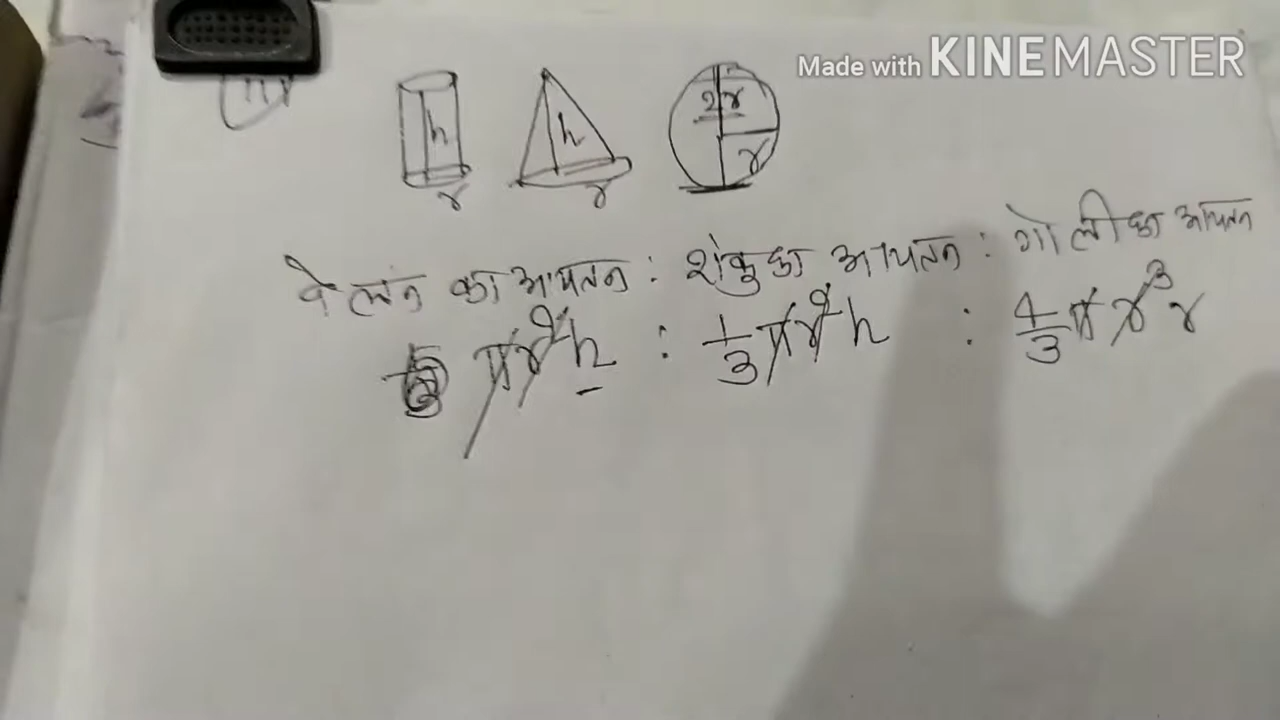 Made with KINEMASTER
h h 2r
r r r
बेलन का आयतन : शंकु का आयतन : गोली का आयतन
πr²h : 1/3 πr²h : 4/3 πr³ r